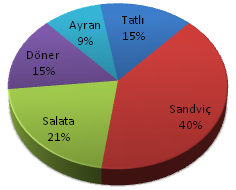 Tatlı
15%
Sandviç
40%
Salata
21%
Döner
15%
Ayran
9%